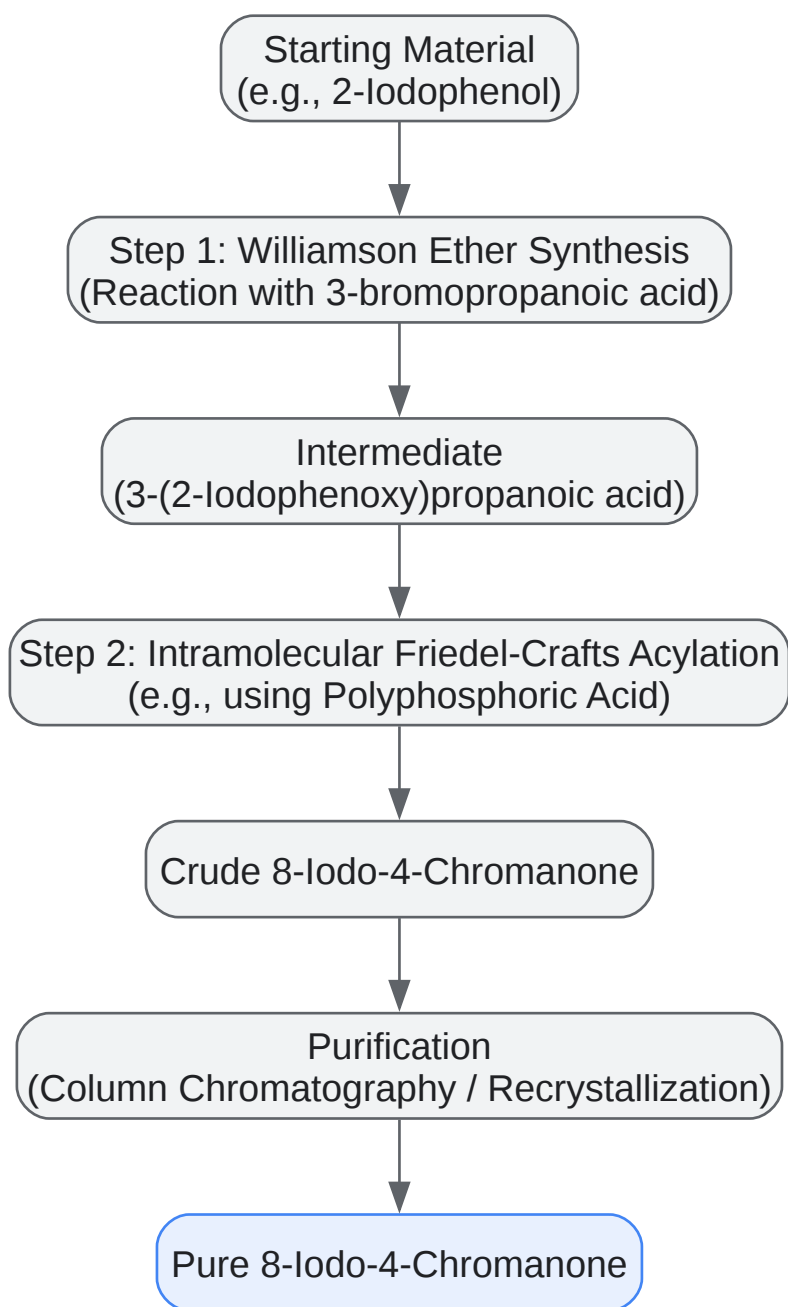 Starting Material
(e.g., 2-Iodophenol)
Step 1: Williamson Ether Synthesis
(Reaction with 3-bromopropanoic acid)
Intermediate
(3-(2-Iodophenoxy)propanoic acid)
Step 2: Intramolecular Friedel-Crafts Acylation
(e.g., using Polyphosphoric Acid)
Crude 8-Iodo-4-Chromanone
Purification
(Column Chromatography / Recrystallization)
Pure 8-Iodo-4-Chromanone